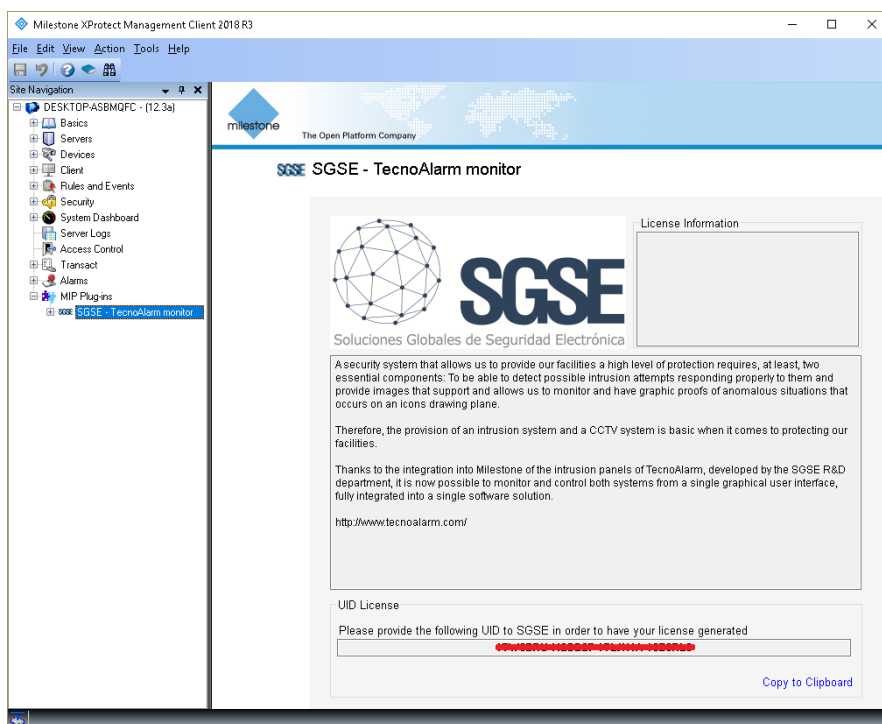 Milestone XProtect Management Client 2018 R3
File Edit View Action Tools Help
Site Navigation
DESKTOP-ASBMQFC - (12.3a)
Basics
Servers
Devices
Client
Rules and Events
Security
System Dashboard
Server Logs
Access Control
Transact
Alarms
MIP Plug-ins
SGSE SGSE - TecnoAlarm monitor
milestone
The Open Platform Company
SGSE SGSE - TecnoAlarm monitor
SGSE
Soluciones Globales de Seguridad Electrónica
License Information
A security system that allows us to provide our facilities a high level of protection requires, at least, two
essential components: To be able to detect possible intrusion attempts responding properly to them and
provide images that support and allows us to monitor and have graphic proofs of anomalous situations that
occurs on an icons drawing plane.
Therefore, the provision of an intrusion system and a CCTV system is basic when it comes to protecting our
facilities.
Thanks to the integration into Milestone of the intrusion panels of TecnoAlarm, developed by the SGSE R&D
department, it is now possible to monitor and control both systems from a single graphical user interface,
fully integrated into a single software solution.
http://www.tecnoalarm.com/
UID License
Please provide the following UID to SGSE in order to have your license generated
Copy to Clipboard